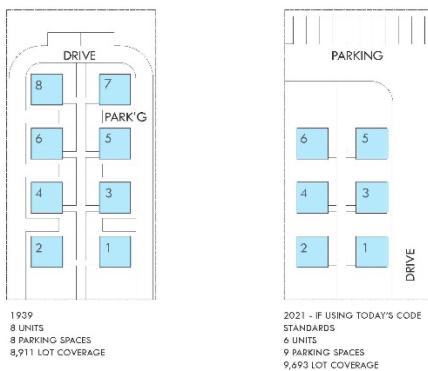 DRIVE
8 7
PARK'G
6 5
4 3
2 1
1939
8 UNITS
8 PARKING SPACES
8,911 LOT COVERAGE
PARKING
6 5
4 3
2 1
DRIVE
2021 - IF USING TODAY'S CODE
STANDARDS
6 UNITS
9 PARKING SPACES
9,693 LOT COVERAGE